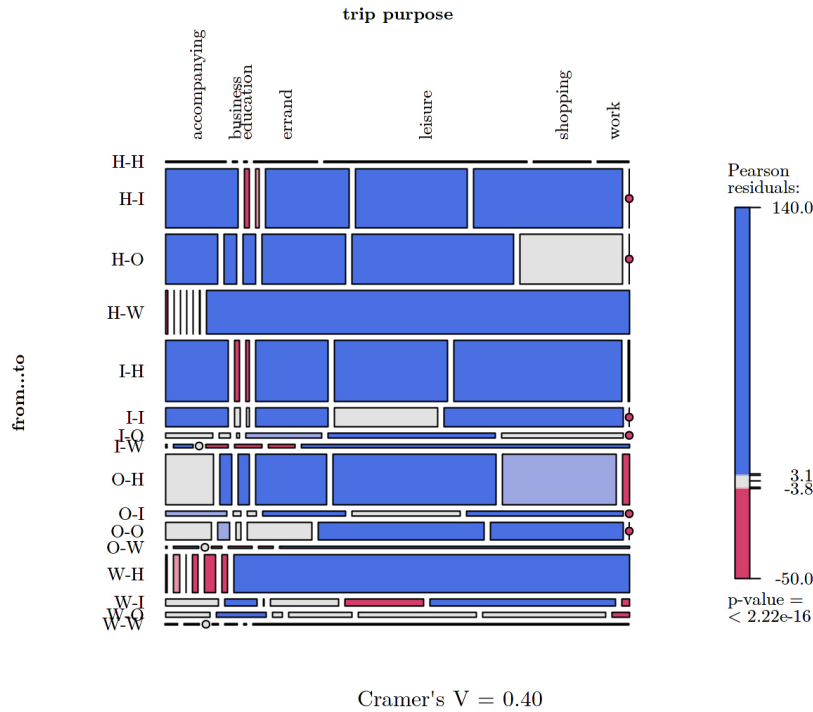 trip purpose
accompanying
business
education
errand
leisure
shopping
work
from...to
H-H
H-I
H-O
H-W
I-H
I-I
I-O
I-W
O-H
O-I
O-O
O-W
W-H
W-I
W-O
W-W
Pearson
residuals:
140.0
3.1
-3.8
-50.0
p-value =
< 2.22e-16
Cramer's V = 0.40